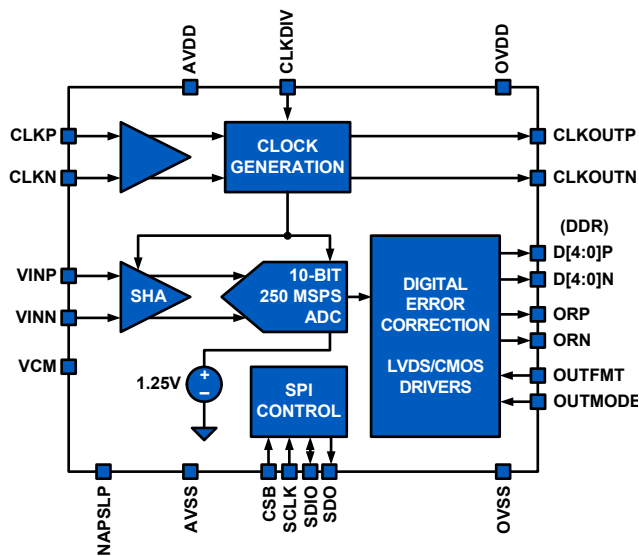 AVDD
CLKDIV
OVDD
CLKP
CLKN
CLOCK
GENERATION
CLKOUTP
CLKOUTN
(DDR)
D[4:0]P
D[4:0]N
ORP
ORN
OUTFMT
OUTMODE
VINP
VINN
VCM
SHA
10-BIT
250 MSPS
ADC
DIGITAL
ERROR
CORRECTION
LVDS/CMOS
DRIVERS
1.25V
+
−
SPI
CONTROL
NAPSLP
AVSS
CSB
SCLK
SDIO
SDO
OVSS